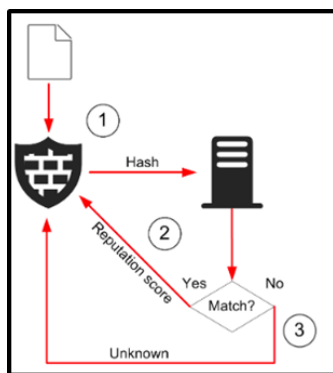 1
Hash
2
Reputation score
Yes
No
Match?
3
Unknown